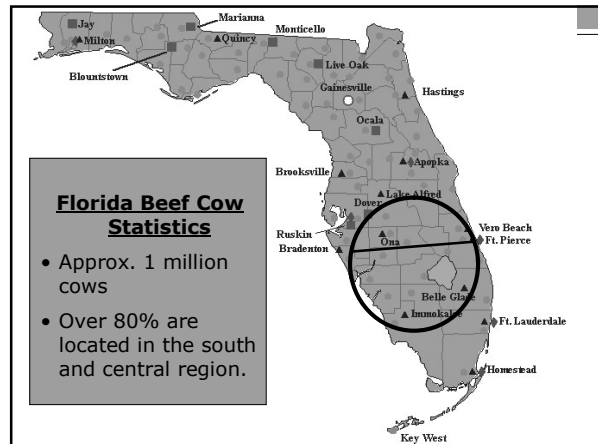 Marianna
Jay
Monticello
Milton
Quincy
Blountstown
Live Oak
Gainesville
Hastings
Ocala
Apopka
Brooksville
Lake Alfred
Dover
Florida Beef Cow
Statistics
• Approx. 1 million
cows
• Over 80% are
located in the south
and central region.
Ruskin
Bradenton
Ona
Vero Beach
Ft. Pierce
Belle Glade
Immokalee
Ft. Lauderdale
Homestead
Key West